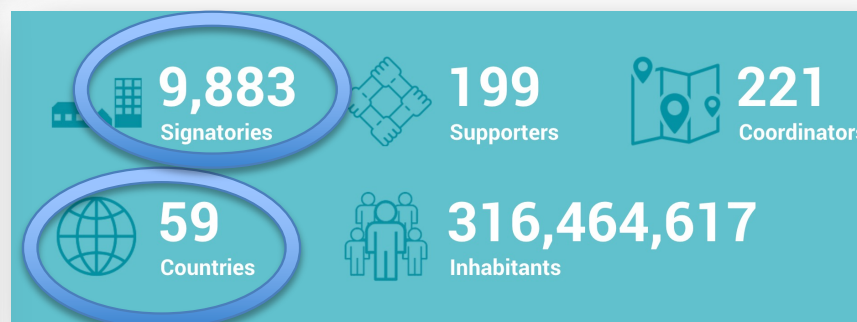 9,883
Signatories
199
Supporters
221
Coordinators
59
Countries
316,464,617
Inhabitants